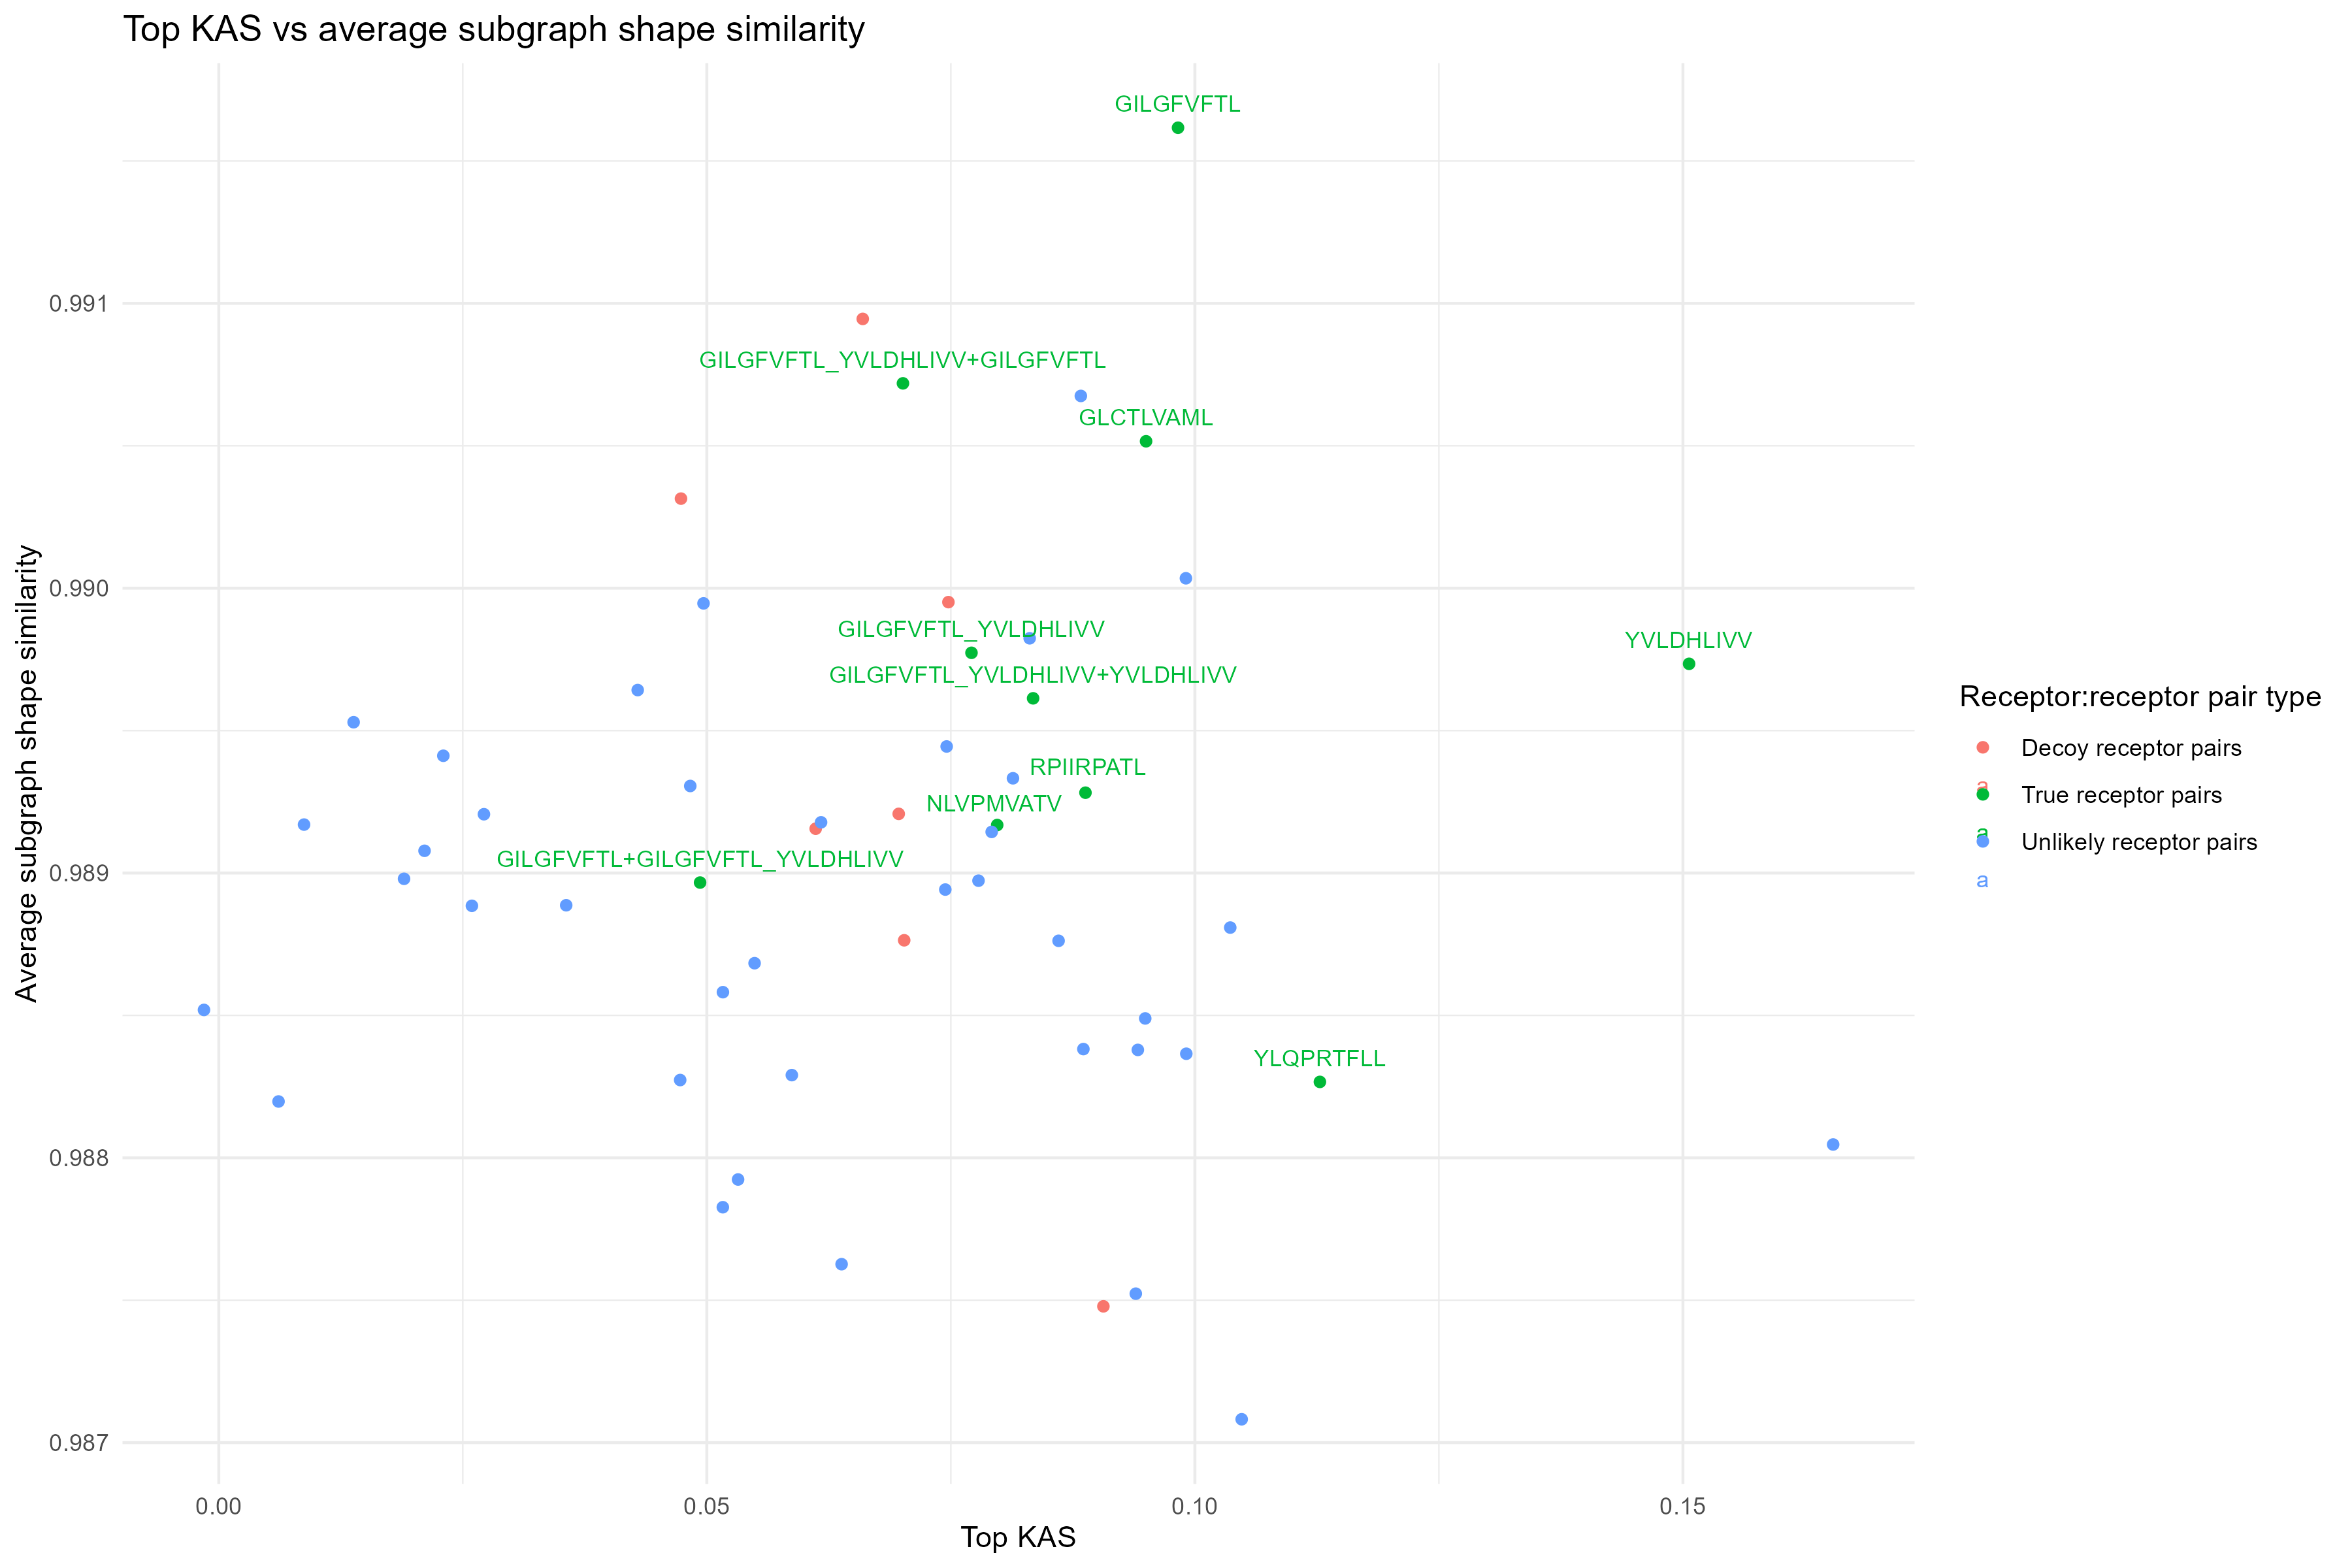 Top KAS vs average subgraph shape similarity
GILGFVFTL
0.991
GILGFVFTL_YVLDHLIVV+GILGFVFTL
GLCTLVAML
0.990
GILGFVFTL_YVLDHLIVV
YVLDHLIVV
GILGFVFTL_YVLDHLIVV+YVLDHLIVV
RPIIRPATL
NLVPMVATV
GILGFVFTL+GILGFVFTL_YVLDHLIVV
0.989
YLQPRTFLL
0.988
0.987
Average subgraph shape similarity
0.00 0.05 0.10 0.15
Top KAS
Receptor:receptor pair type
Decoy receptor pairs
a
True receptor pairs
a
Unlikely receptor pairs
a